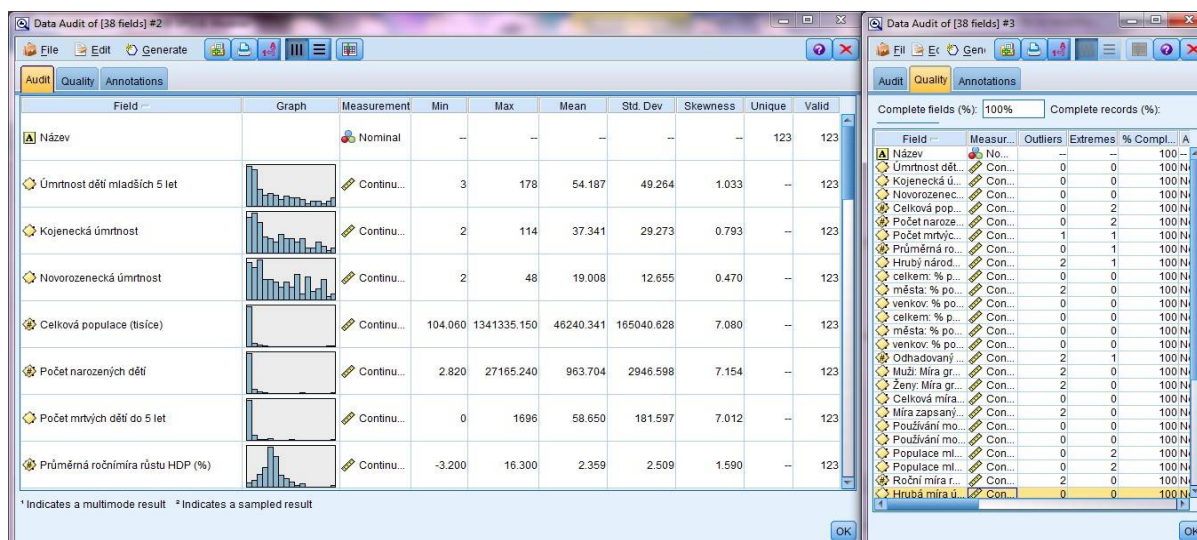 Data Audit of [38 fields] #2
File Edit Generate
Audit Quality Annotations
Field Graph Measurement Min Max Mean Std. Dev Skewness Unique Valid
A Název Nominal -- -- -- -- -- 123 123
Úmrtnost dětí mladších 5 let Continu... 3 178 54.187 49.264 1.033 -- 123
Kojenecká úmrtnost Continu... 2 114 37.341 29.273 0.793 -- 123
Novorozenecká úmrtnost Continu... 2 48 19.008 12.655 0.470 -- 123
Celková populace (tisíce) Continu... 104.060 1341335.150 46240.341 165040.628 7.080 -- 123
Počet narozených dětí Continu... 2.820 27165.240 963.704 2946.598 7.154 -- 123
Počet mrtvých dětí do 5 let Continu... 0 1696 58.650 181.597 7.012 -- 123
Průměrná ročnímíra růstu HDP (%) Continu... -3.200 16.300 2.359 2.509 1.590 -- 123
¹ Indicates a multimode result ² Indicates a sampled result
OK
Data Audit of [38 fields] #3
Fil Ec Gen
Audit Quality Annotations
Complete fields (%): 100% Complete records (%):
Field Measur... Outliers Extremes % Compl... A
A Název No... -- -- 100 --
Úmrtnost dět... Con... 0 0 100 N
Kojenecká ú... Con... 0 0 100 N
Novorozenec... Con... 0 0 100 N
Celková pop... Con... 0 2 100 N
Počet naroze... Con... 0 2 100 N
Počet mrtvýc... Con... 1 1 100 N
Průměrná ro... Con... 0 1 100 N
Hrubý národ... Con... 2 1 100 N
celkem: % p... Con... 0 0 100 N
města: % po... Con... 2 0 100 N
venkov: % po... Con... 0 0 100 N
celkem: % p... Con... 0 0 100 N
města: % po... Con... 2 0 100 N
venkov: % po... Con... 0 0 100 N
Odhadovaný ... Con... 2 1 100 N
Muži: Míra gr... Con... 2 0 100 N
Ženy: Míra gr... Con... 2 0 100 N
Celková míra... Con... 0 0 100 N
Míra zapsaný... Con... 2 0 100 N
Používání mo... Con... 0 0 100 N
Používání mo... Con... 0 0 100 N
Populace ml... Con... 0 2 100 N
Populace ml... Con... 0 2 100 N
Roční míra r... Con... 2 0 100 N
Hrubá míra ú... Con... 0 0 100 N
OK